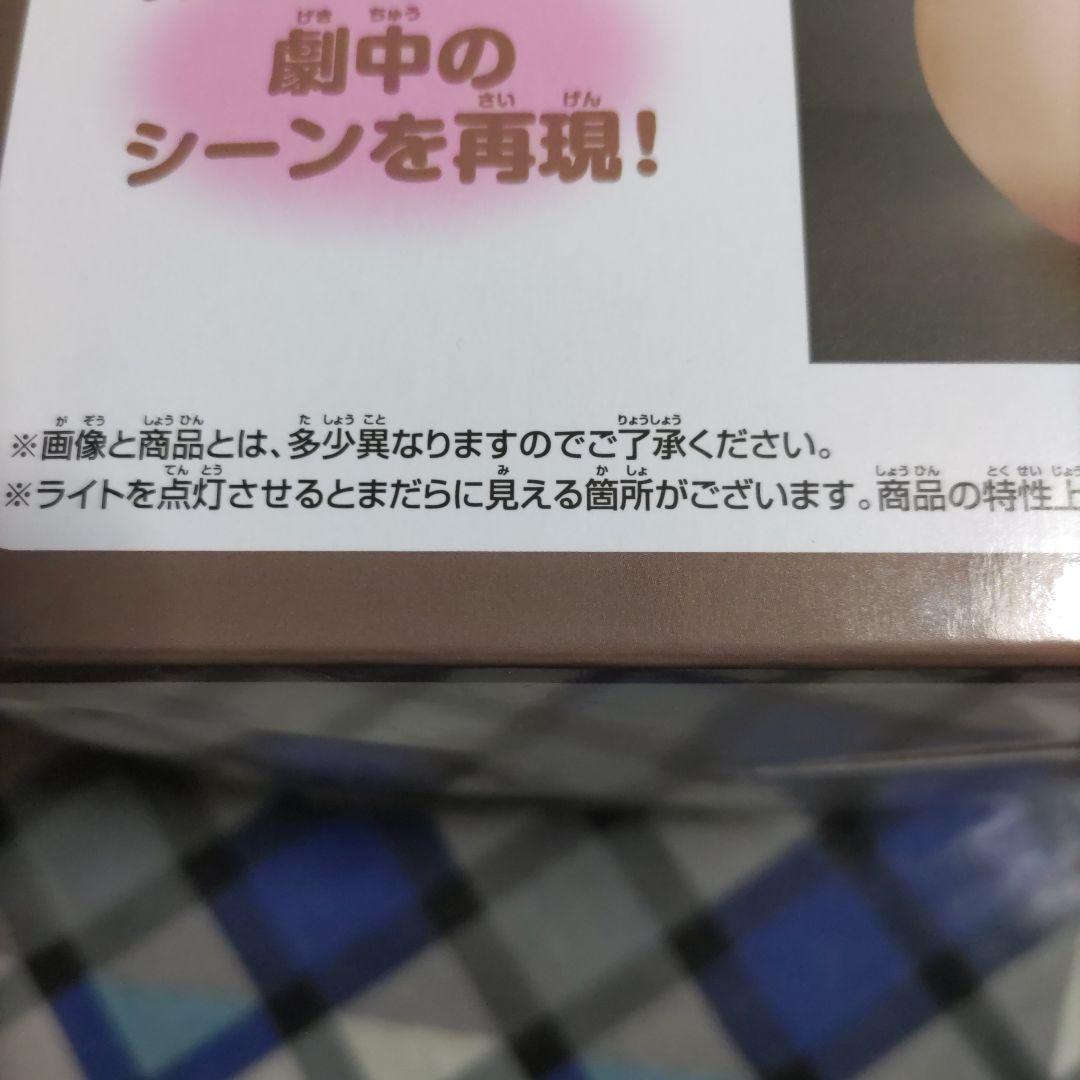 劇中の
シーンを再現!
※画像と商品とは、多少異なりますのでご了承ください。
※ライトを点灯させるとまだらに見える箇所がございます。商品の特性上